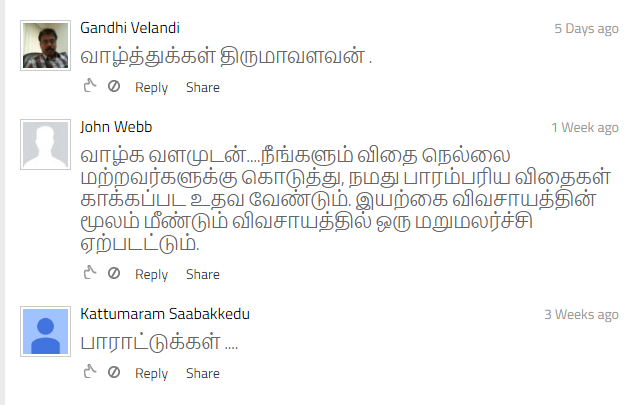 Gandhi Velandi 5 Days ago
வாழ்த்துக்கள் திருமாவளவன் .
Reply Share
John Webb 1 Week ago
வாழ்க வளமுடன்....நீங்களும் விதை நெல்லை
மற்றவர்களுக்கு கொடுத்து, நமது பாரம்பரிய விதைகள்
காக்கப்பட உதவ வேண்டும். இயற்கை விவசாயத்தின்
மூலம் மீண்டும் விவசாயத்தில் ஒரு மறுமலர்ச்சி
ஏற்படட்டும்.
Reply Share
Kattumaram Saabakkedu 3 Weeks ago
பாராட்டுக்கள் ....
Reply Share